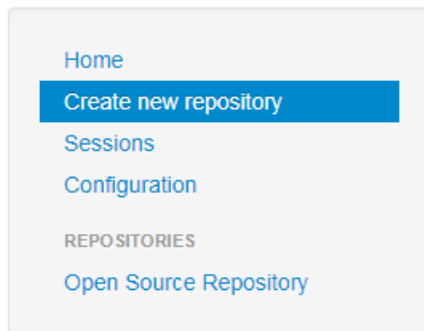 Home
Create new repository
Sessions
Configuration
REPOSITORIES
Open Source Repository